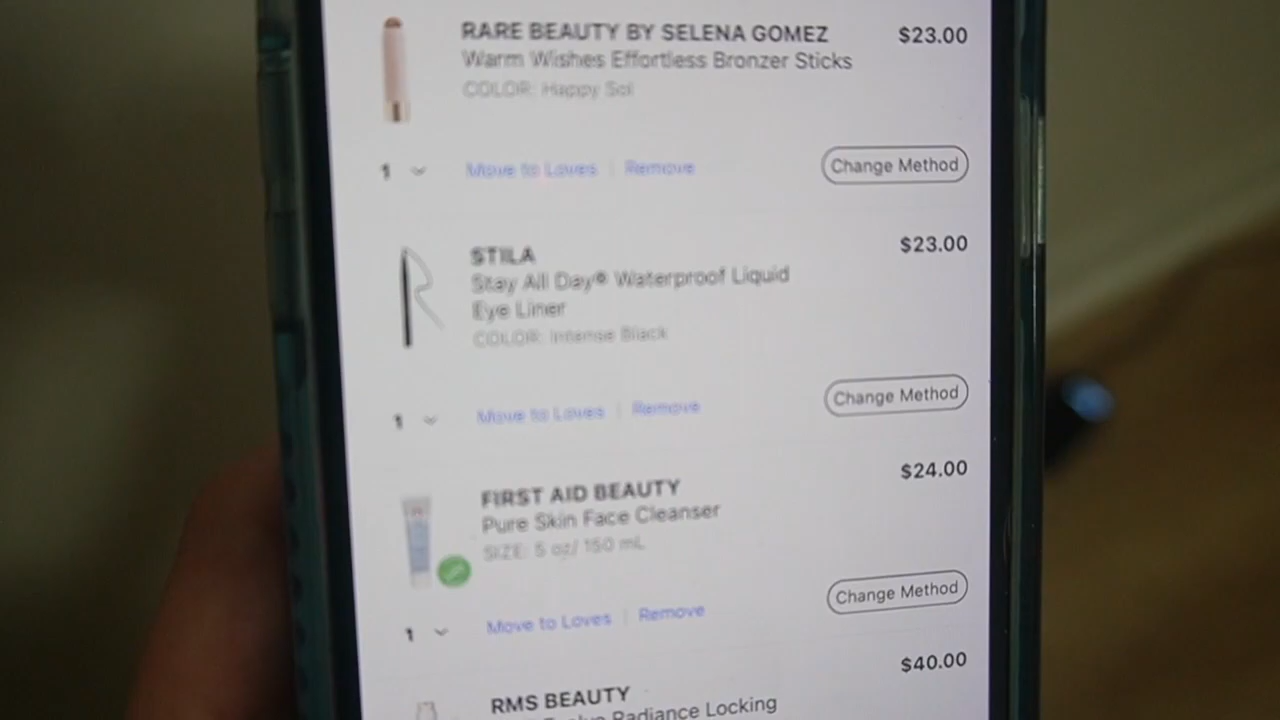 RARE BEAUTY BY SELENA GOMEZ $23.00
Warm Wishes Effortless Bronzer Sticks
COLOR: Happy Sol
1 Move to Loves | Remove Change Method
STILA $23.00
Stay All Day® Waterproof Liquid
Eye Liner
COLOR: Intense Black
1 Move to Loves | Remove Change Method
FIRST AID BEAUTY $24.00
Pure Skin Face Cleanser
SIZE: 5 oz/ 150 mL
1 Move to Loves | Remove Change Method
RMS BEAUTY $40.00
Radiance Locking